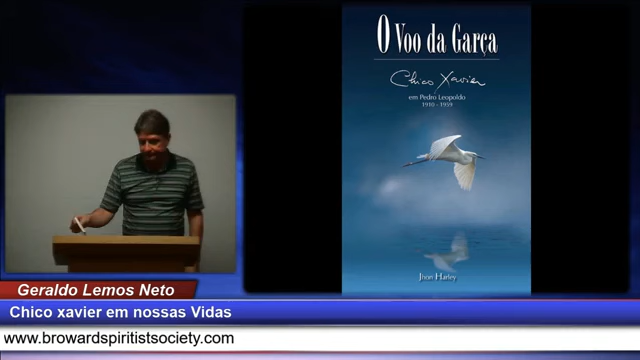 O Voo da Garça
Chico Xavier
em Pedro Leopoldo
1910 - 1959
Jhon Harley
Geraldo Lemos Neto
Chico xavier em nossas Vidas
www.browardspiritistsociety.com